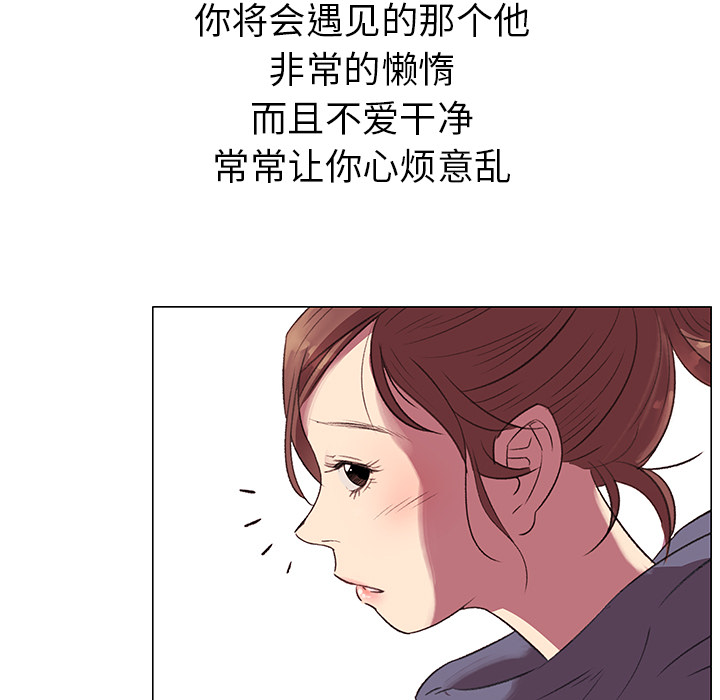 你将会遇见的那个他
非常的懒惰
而且不爱干净
常常让你心烦意乱